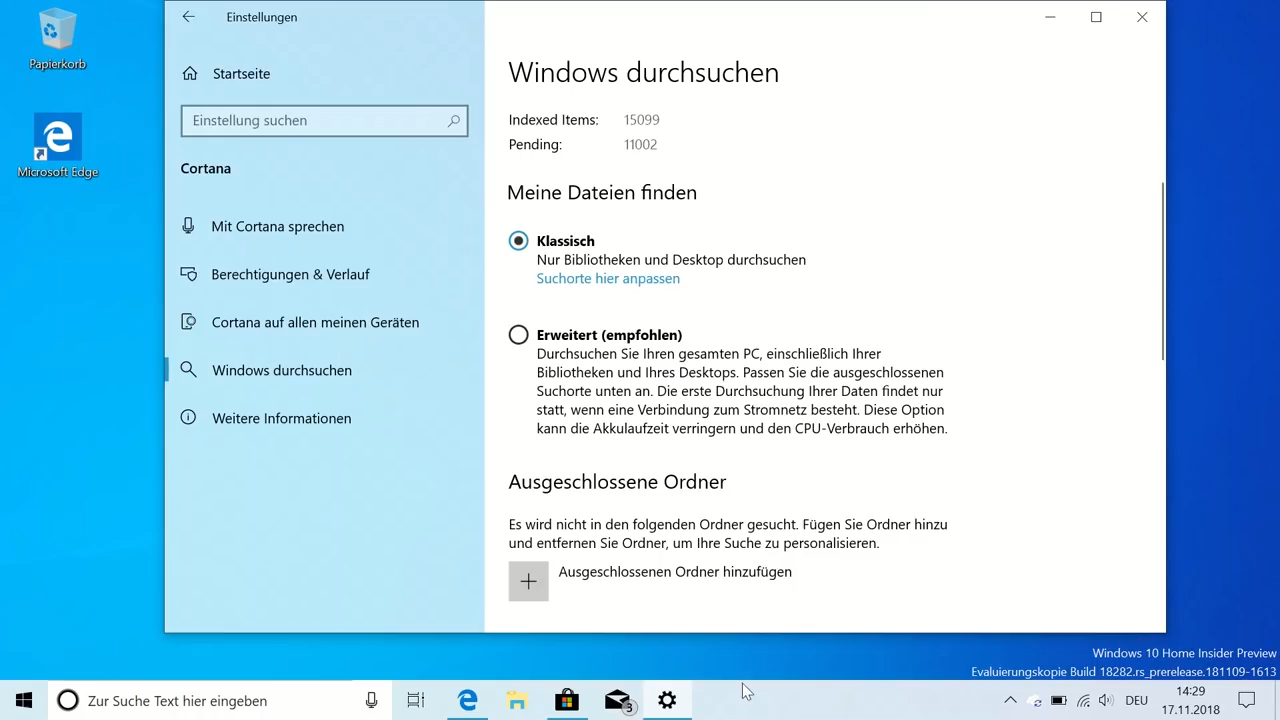 Papierkorb
Microsoft Edge
Einstellungen
Startseite
Einstellung suchen
Cortana
Mit Cortana sprechen
Berechtigungen & Verlauf
Cortana auf allen meinen Geräten
Windows durchsuchen
Weitere Informationen
Windows durchsuchen
Indexed Items: 15099
Pending: 11002
Meine Dateien finden
Klassisch
Nur Bibliotheken und Desktop durchsuchen
Suchorte hier anpassen
Erweitert (empfohlen)
Durchsuchen Sie Ihren gesamten PC, einschließlich Ihrer
Bibliotheken und Ihres Desktops. Passen Sie die ausgeschlossenen
Suchorte unten an. Die erste Durchsuchung Ihrer Daten findet nur
statt, wenn eine Verbindung zum Stromnetz besteht. Diese Option
kann die Akkulaufzeit verringern und den CPU-Verbrauch erhöhen.
Ausgeschlossene Ordner
Es wird nicht in den folgenden Ordner gesucht. Fügen Sie Ordner hinzu
und entfernen Sie Ordner, um Ihre Suche zu personalisieren.
Ausgeschlossenen Ordner hinzufügen
Windows 10 Home Insider Preview
Evaluierungskopie Build 18282.rs_prerelease.181109-1613
Zur Suche Text hier eingeben
3
DEU
14:29
17.11.2018